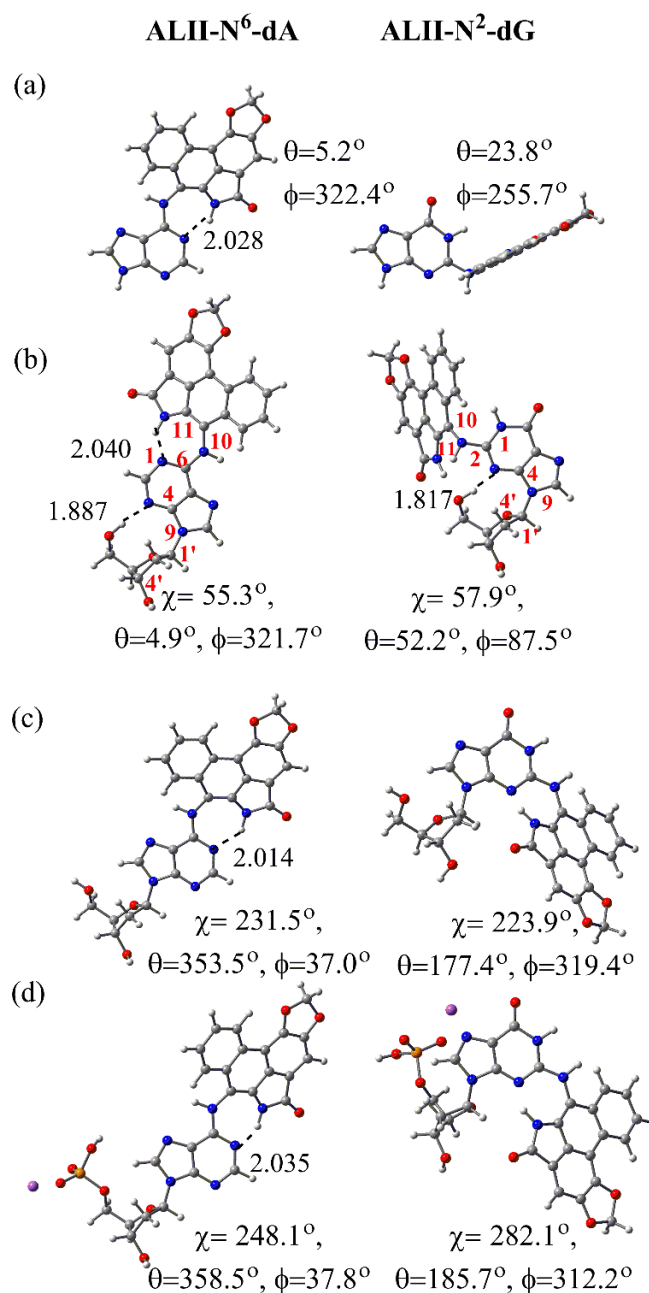 ALII-N⁶-dA ALII-N²-dG
(a)
θ=5.2° θ=23.8°
ϕ=322.4° ϕ=255.7°
2.028
(b)
11 10
2.040
1 6
4
1.887
9
1'
4'
10
11 1
2
4
1.817
4' 9
1'
χ= 55.3°, χ= 57.9°,
θ=4.9°, ϕ=321.7° θ=52.2°, ϕ=87.5°
(c)
2.014
χ= 231.5°, χ= 223.9°,
θ=353.5°, ϕ=37.0° θ=177.4°, ϕ=319.4°
(d)
2.035
χ= 248.1°, χ= 282.1°,
θ=358.5°, ϕ=37.8° θ=185.7°, ϕ=312.2°